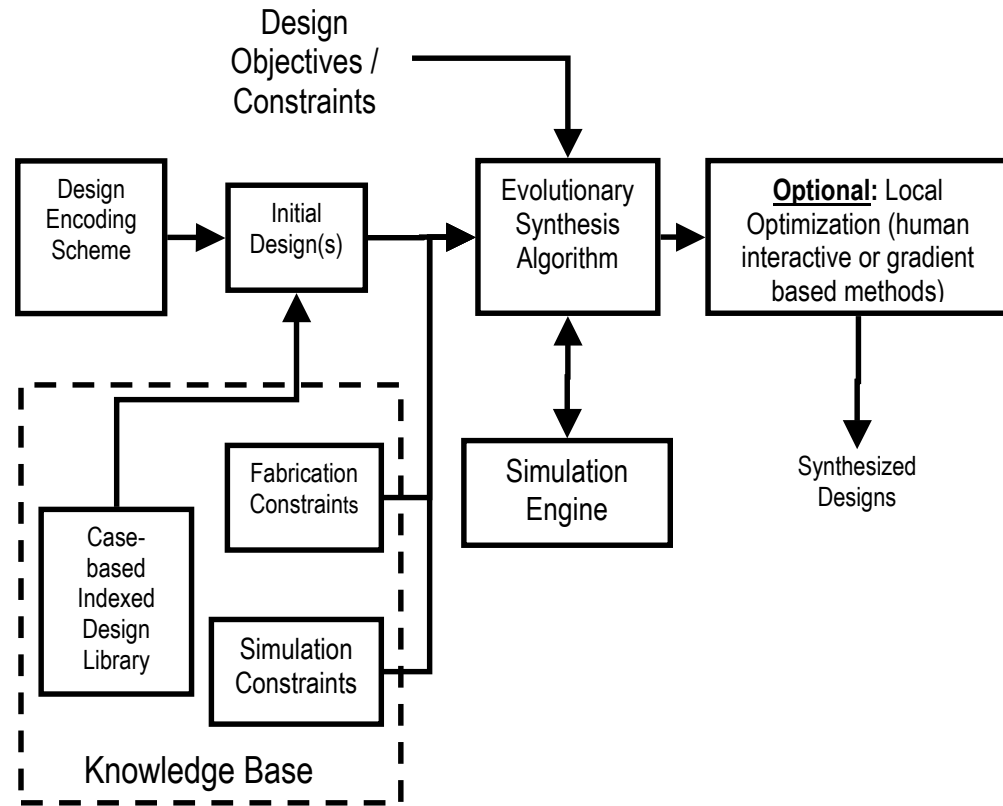 Design
Objectives /
Constraints
Design
Encoding
Scheme
Initial
Design(s)
Evolutionary
Synthesis
Algorithm
Optional: Local
Optimization (human
interactive or gradient
based methods)
Fabrication
Constraints
Simulation
Engine
Synthesized
Designs
Case-
based
Indexed
Design
Library
Simulation
Constraints
Knowledge Base